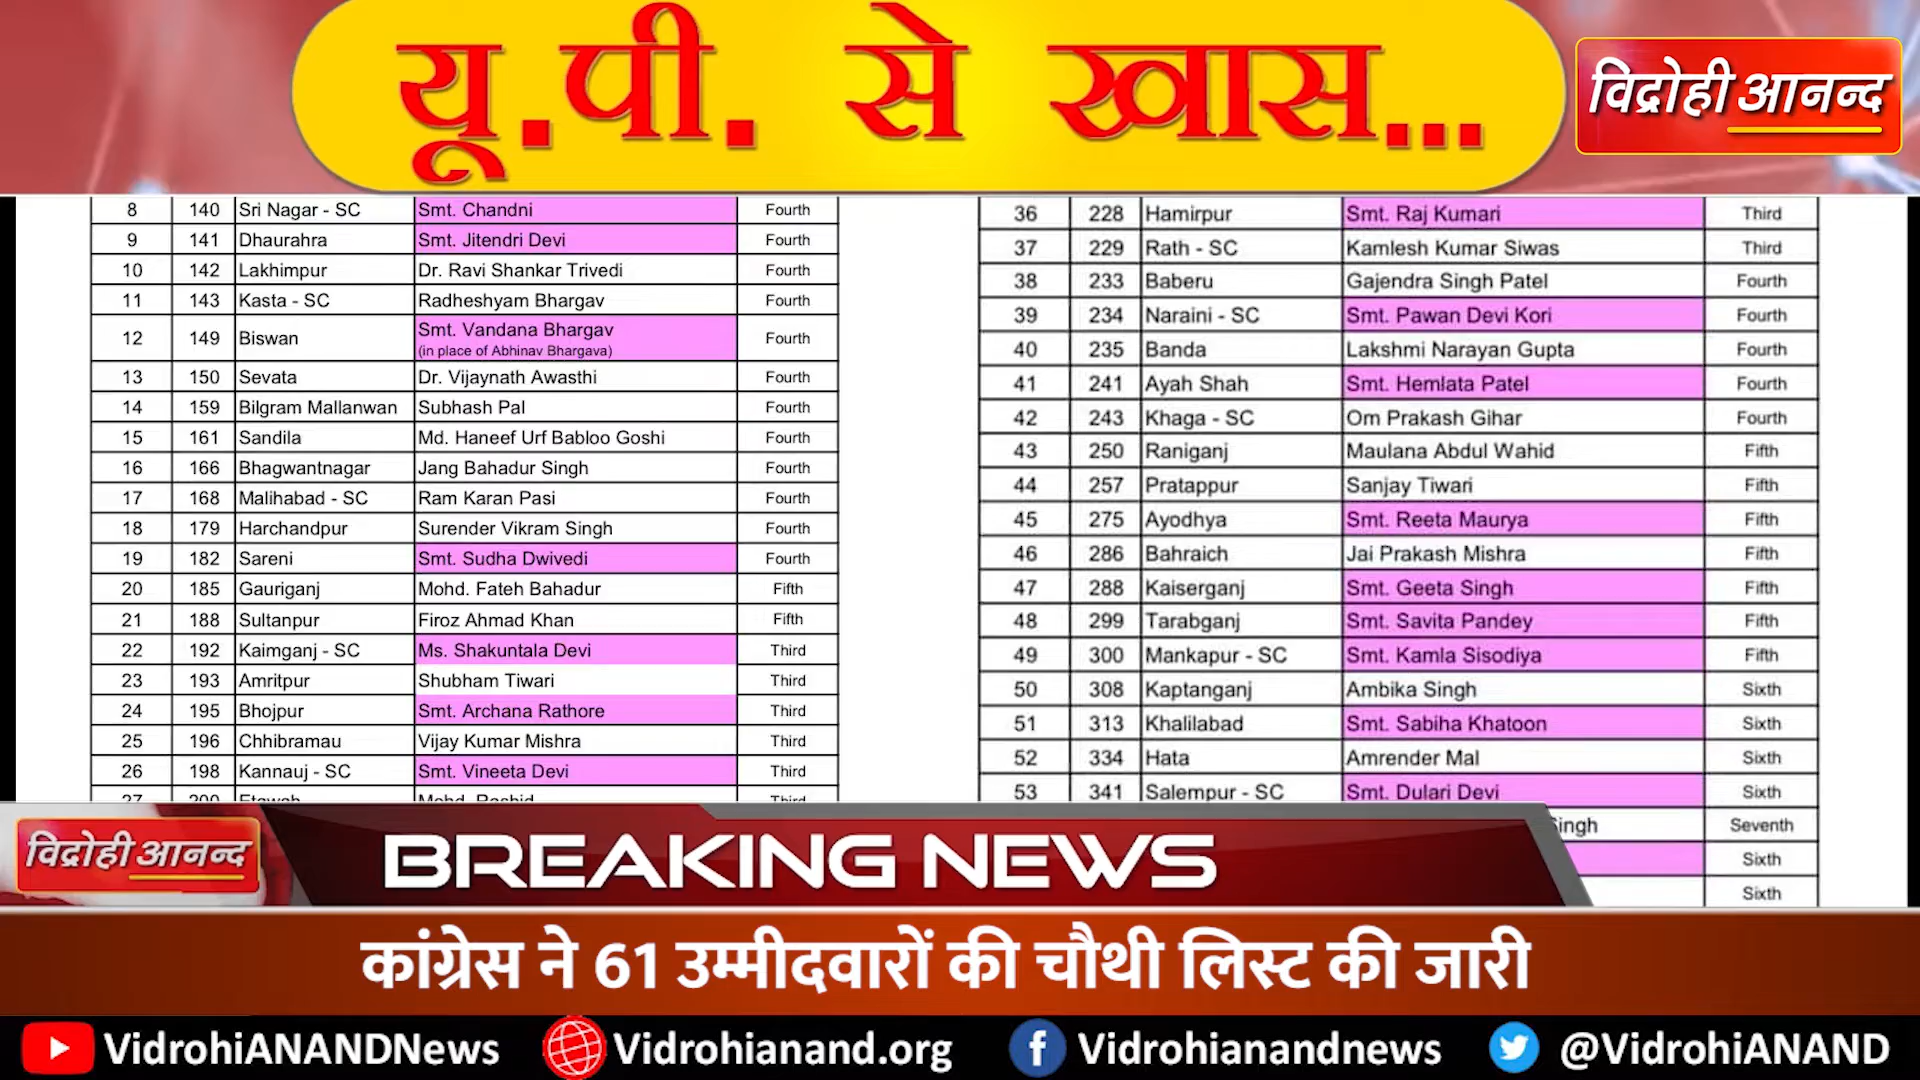 यू.पी. से खास...
विद्रोही आनन्द
8 140 Sri Nagar - SC Smt. Chandni Fourth
9 141 Dhaurahra Smt. Jitendri Devi Fourth
10 142 Lakhimpur Dr. Ravi Shankar Trivedi Fourth
11 143 Kasta - SC Radheshyam Bhargav Fourth
12 149 Biswan Smt. Vandana Bhargav Fourth
(in place of Abhinav Bhargava)
13 150 Sevata Dr. Vijaynath Awasthi Fourth
14 159 Bilgram Mallanwan Subhash Pal Fourth
15 161 Sandila Md. Haneef Urf Babloo Goshi Fourth
16 166 Bhagwantnagar Jang Bahadur Singh Fourth
17 168 Malihabad - SC Ram Karan Pasi Fourth
18 179 Harchandpur Surender Vikram Singh Fourth
19 182 Sareni Smt. Sudha Dwivedi Fourth
20 185 Gauriganj Mohd. Fateh Bahadur Fifth
21 188 Sultanpur Firoz Ahmad Khan Fifth
22 192 Kaimganj - SC Ms. Shakuntala Devi Third
23 193 Amritpur Shubham Tiwari Third
24 195 Bhojpur Smt. Archana Rathore Third
25 196 Chhibramau Vijay Kumar Mishra Third
26 198 Kannauj - SC Smt. Vineeta Devi Third
27 200 Etawah Mohd. Rashid Third
36 228 Hamirpur Smt. Raj Kumari Third
37 229 Rath - SC Kamlesh Kumar Siwas Third
38 233 Baberu Gajendra Singh Patel Fourth
39 234 Naraini - SC Smt. Pawan Devi Kori Fourth
40 235 Banda Lakshmi Narayan Gupta Fourth
41 241 Ayah Shah Smt. Hemlata Patel Fourth
42 243 Khaga - SC Om Prakash Gihar Fourth
43 250 Raniganj Maulana Abdul Wahid Fifth
44 257 Pratappur Sanjay Tiwari Fifth
45 275 Ayodhya Smt. Reeta Maurya Fifth
46 286 Bahraich Jai Prakash Mishra Fifth
47 288 Kaiserganj Smt. Geeta Singh Fifth
48 299 Tarabganj Smt. Savita Pandey Fifth
49 300 Mankapur - SC Smt. Kamla Sisodiya Fifth
50 308 Kaptanganj Ambika Singh Sixth
51 313 Khalilabad Smt. Sabiha Khatoon Sixth
52 334 Hata Amrender Mal Sixth
53 341 Salempur - SC Smt. Dulari Devi Sixth
Singh Seventh
Sixth
Sixth
विद्रोही आनन्द
BREAKING NEWS
कांग्रेस ने 61 उम्मीदवारों की चौथी लिस्ट की जारी
VidrohiANANDNews Vidrohianand.org Vidrohianandnews @VidrohiANAND